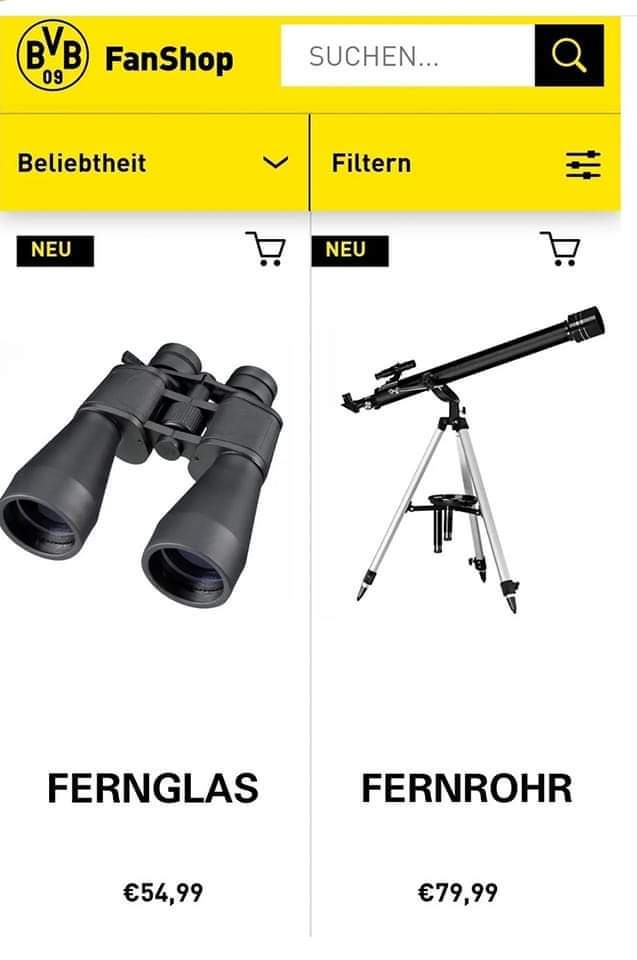 BVB
09
FanShop
SUCHEN...
Beliebtheit
Filtern
NEU
NEU
FERNGLAS
FERNROHR
€54,99
€79,99